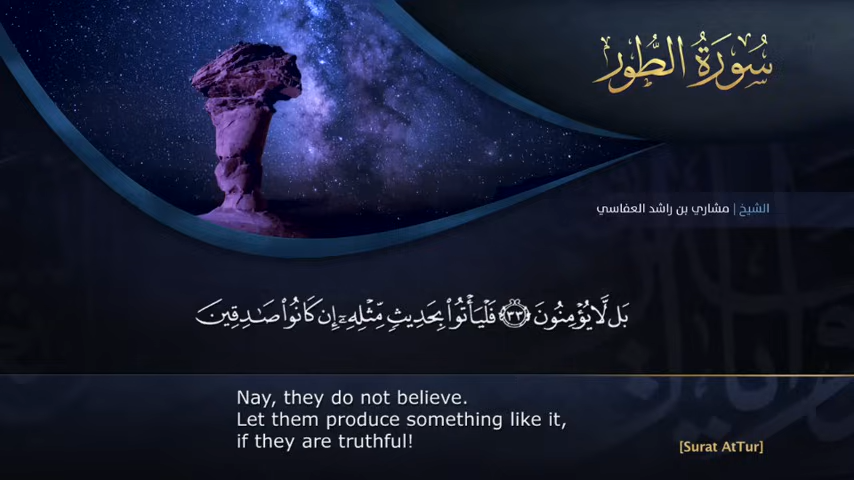 سُورَةُ الطُّورِ
الشيخ | مشاري بن راشد العفاسي
بَل لَّا يُؤْمِنُونَ ٣٣ فَلْيَأْتُوا۟ بِحَدِيثٍ مِّثْلِهِۦٓ إِن كَانُوا۟ صَـٰدِقِينَ
Nay, they do not believe.
Let them produce something like it,
if they are truthful!
[Surat AtTur]